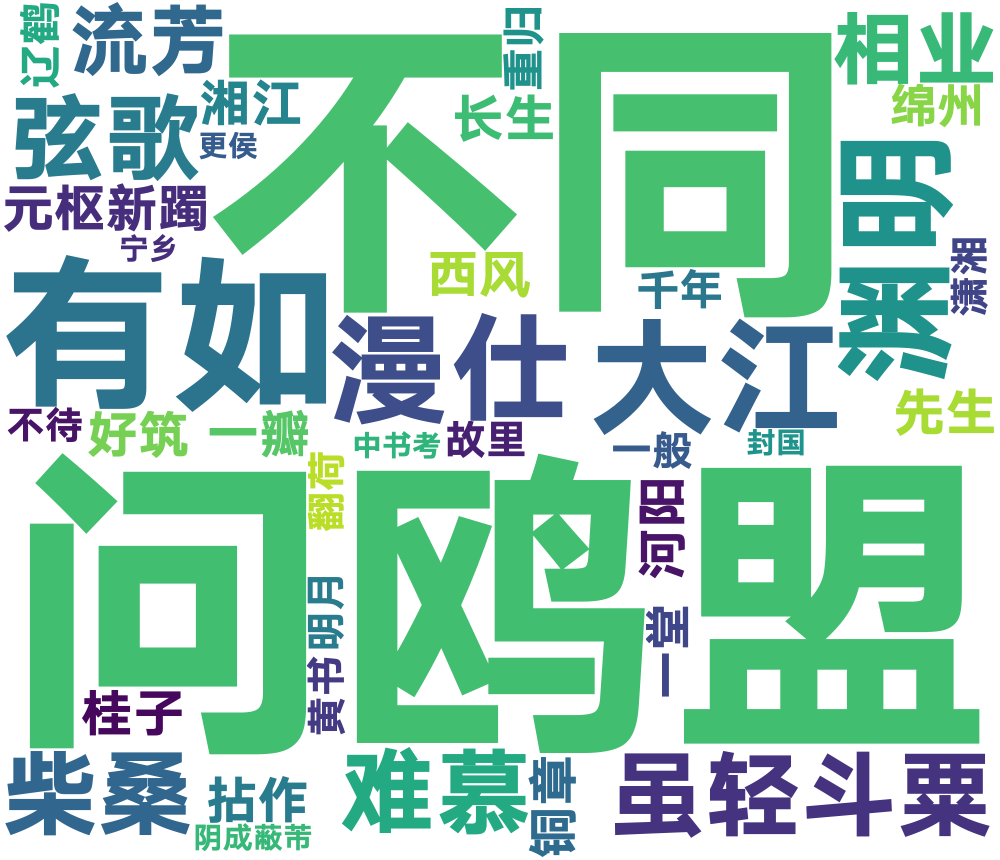 辽鹤
流芳
不同
重归
相业
湘江
长生
绵州
弦歌
更侯
渊明
元枢新躅
宁乡
潇湘
西风
千年
有如
漫仕
大江
不待
好筑
一瓣
中书考
故里
一般
封国
先生
翻荷
河阳
问鸥盟
明月
一堂
黄书
桂子
柴桑
拈作
难慕
铜章
虽轻斗粟
阴成蔽芾